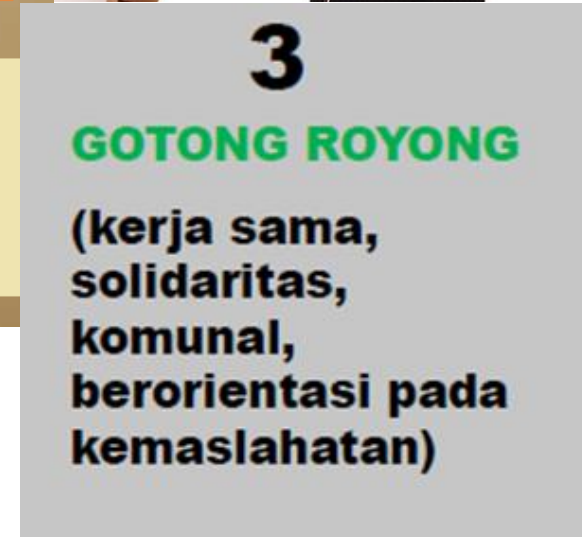 3
GOTONG ROYONG
(kerja sama,
solidaritas,
komunal,
berorientasi pada
kemaslahatan)